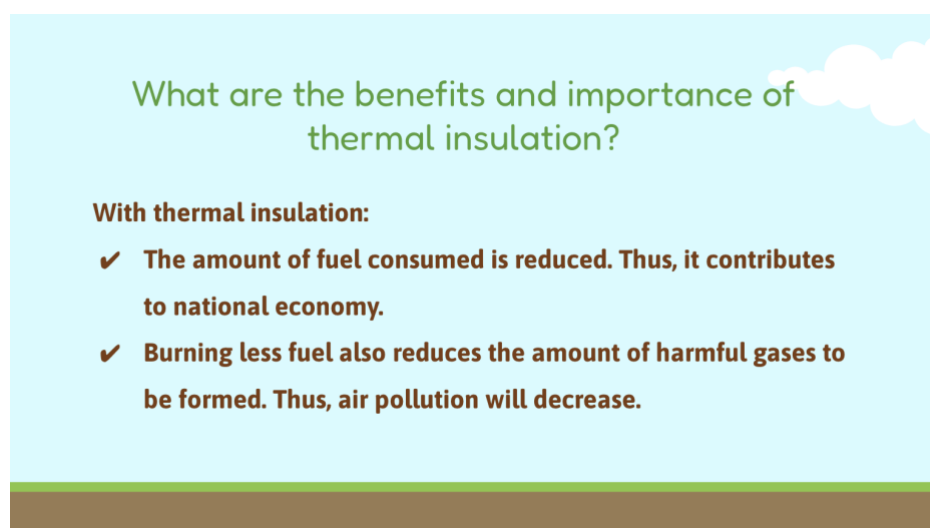 What are the benefits and importance of
thermal insulation?
With thermal insulation:
✔ The amount of fuel consumed is reduced. Thus, it contributes
to national economy.
✔ Burning less fuel also reduces the amount of harmful gases to
be formed. Thus, air pollution will decrease.